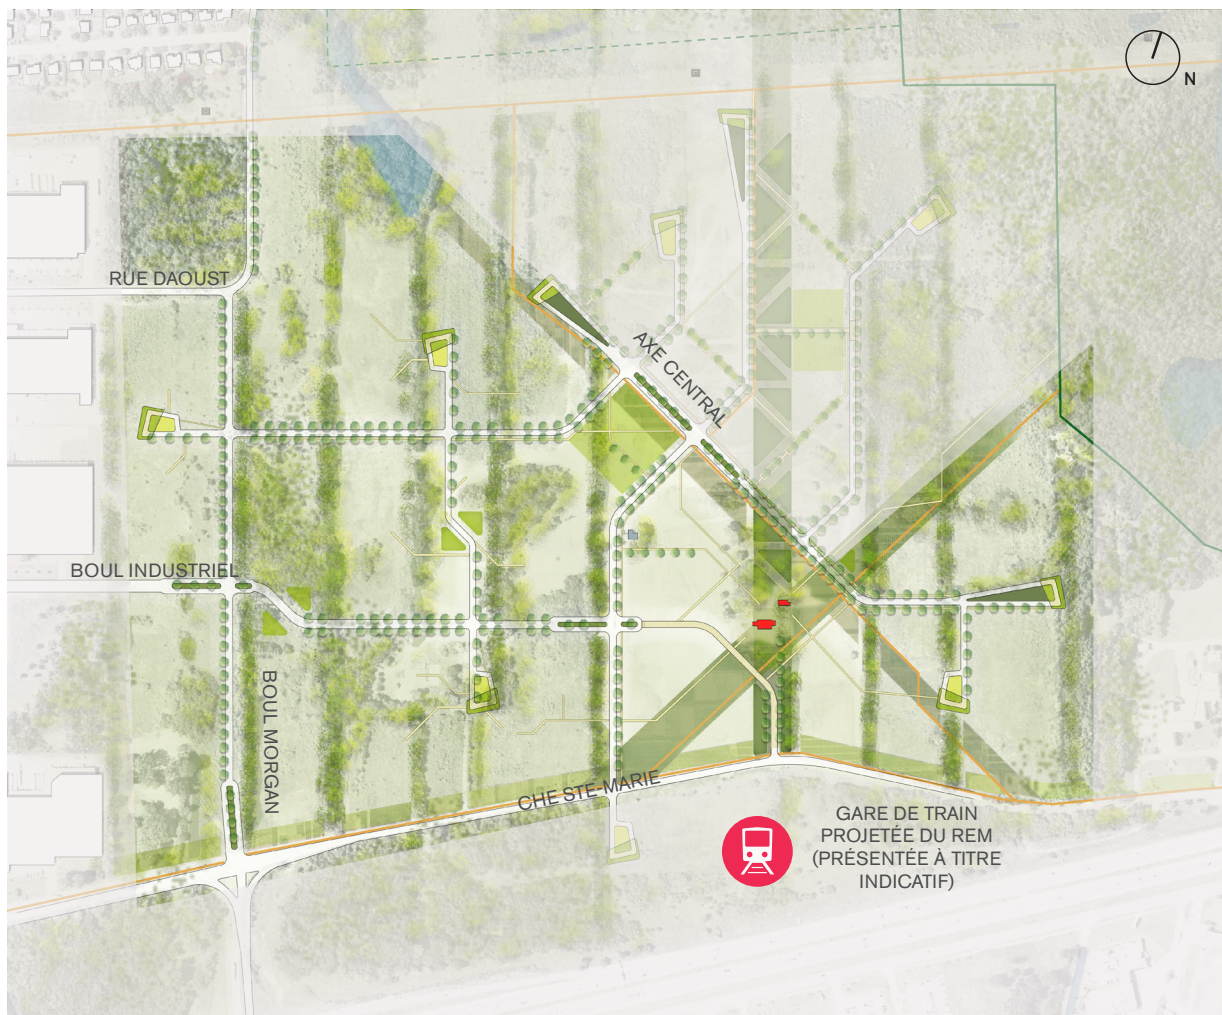 N
RUE DAOUST
AXE CENTRAL
BOUL INDUSTRIEL
BOUL MORGAN
CHE STE-MARIE
GARE DE TRAIN
PROJETÉE DU REM
(PRÉSENTÉE À TITRE
INDICATIF)